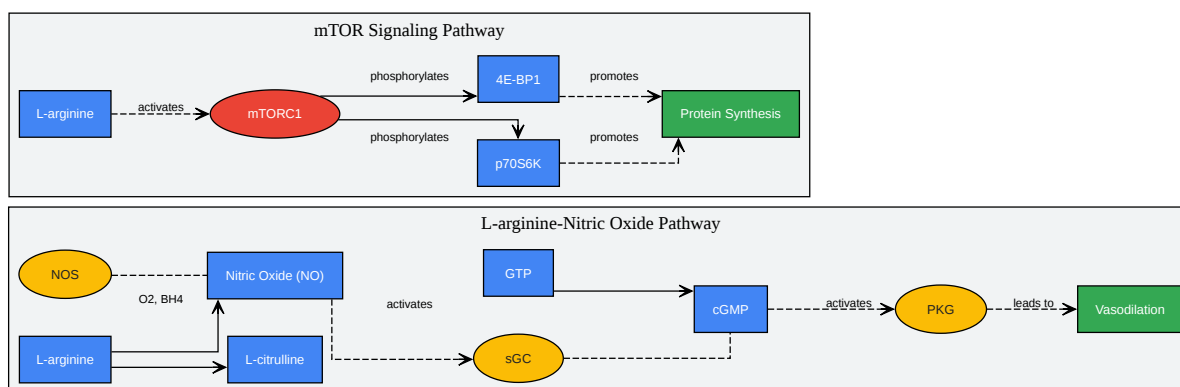 mTOR Signaling Pathway
L-arginine
activates
mTORC1
phosphorylates
4E-BP1
promotes
Protein Synthesis
phosphorylates
p70S6K
promotes
L-arginine-Nitric Oxide Pathway
NOS
O2, BH4
Nitric Oxide (NO)
L-arginine
L-citrulline
activates
sGC
GTP
cGMP
activates
PKG
leads to
Vasodilation